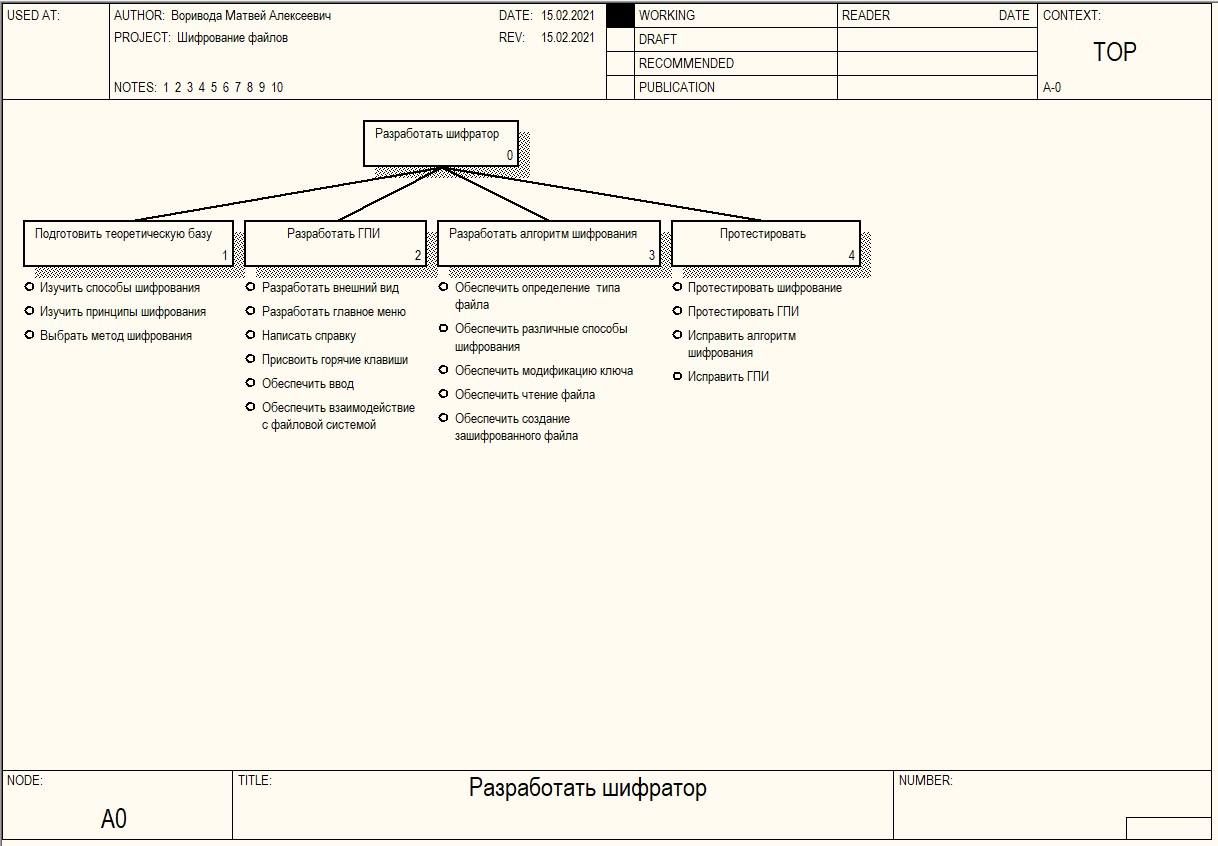 USED AT:
AUTHOR: Воривода Матвей Алексеевич
DATE: 15.02.2021
PROJECT: Шифрование файлов
REV: 15.02.2021
NOTES: 1 2 3 4 5 6 7 8 9 10
WORKING
DRAFT
RECOMMENDED
PUBLICATION
READER DATE
CONTEXT:
TOP
A-0
Разработать шифратор
0
Подготовить теоретическую базу
1
Изучить способы шифрования
Изучить принципы шифрования
Выбрать метод шифрования
Разработать ГПИ
2
Разработать внешний вид
Разработать главное меню
Написать справку
Присвоить горячие клавиши
Обеспечить ввод
Обеспечить взаимодействие
с файловой системой
Разработать алгоритм шифрования
3
Обеспечить определение типа
файла
Обеспечить различные способы
шифрования
Обеспечить модификацию ключа
Обеспечить чтение файла
Обеспечить создание
зашифрованного файла
Протестировать
4
Протестировать шифрование
Протестировать ГПИ
Исправить алгоритм
шифрования
Исправить ГПИ
NODE:
A0
TITLE:
Разработать шифратор
NUMBER: